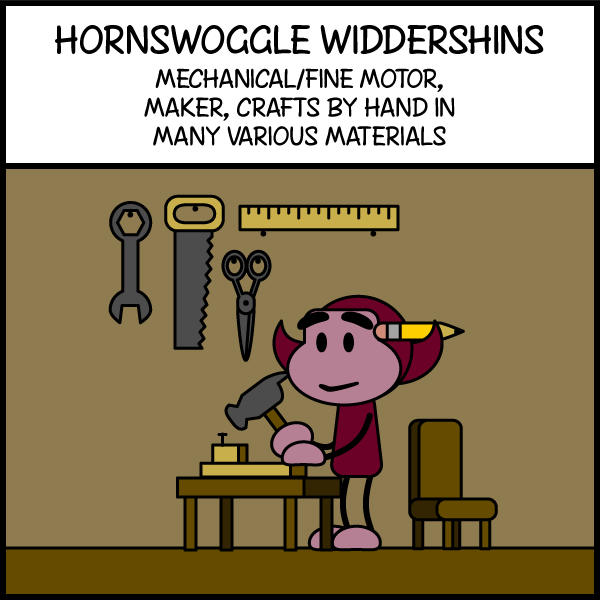 HORNSWOGGLE WIDDERSHINS
MECHANICAL/FINE MOTOR,
MAKER, CRAFTS BY HAND IN
MANY VARIOUS MATERIALS